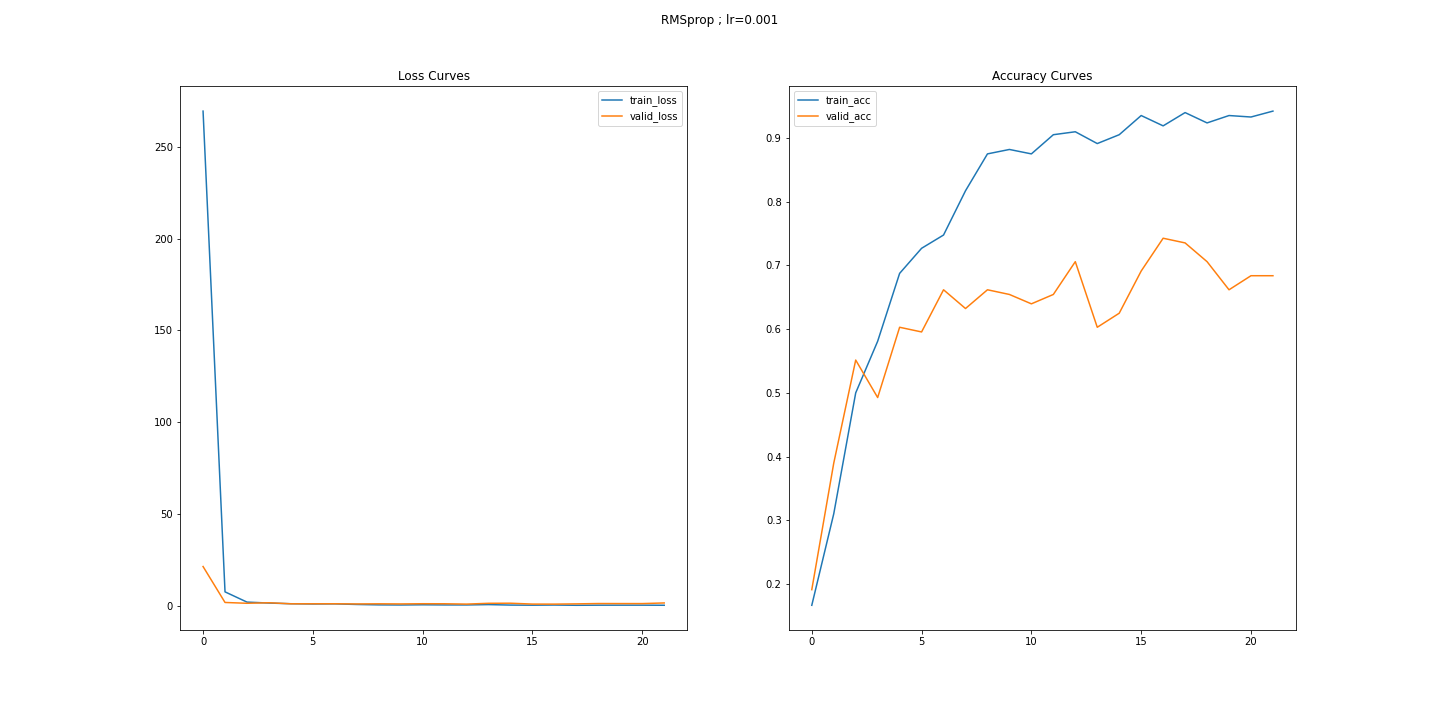 RMSprop ; lr=0.001
Loss Curves
train_loss
valid_loss
250
200
150
100
50
0
0 5 10 15 20
Accuracy Curves
train_acc
valid_acc
0.9
0.8
0.7
0.6
0.5
0.4
0.3
0.2
0 5 10 15 20